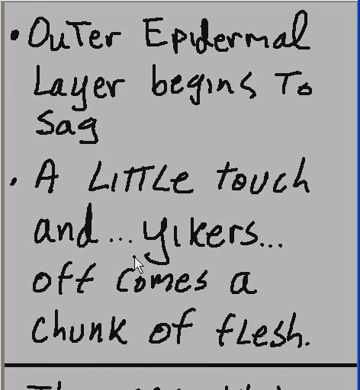 • Outer Epidermal
Layer begins To
Sag
• A Little touch
and...yikers...
off comes a
chunk of flesh.